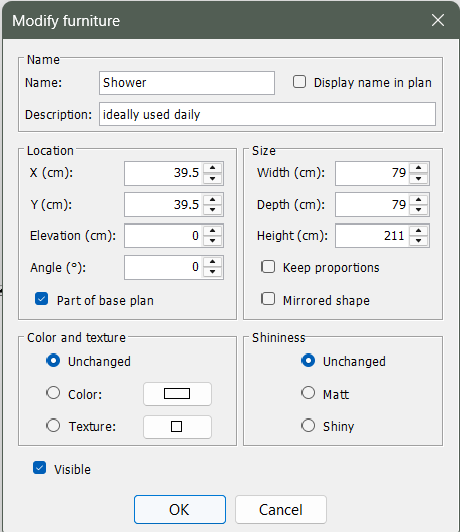 Modify furniture
Name
Name: Shower Display name in plan
Description: ideally used daily
Location
X (cm): 39.5
Y (cm): 39.5
Elevation (cm): 0
Angle (°): 0
Part of base plan
Size
Width (cm): 79
Depth (cm): 79
Height (cm): 211
Keep proportions
Mirrored shape
Color and texture
Unchanged
Color:
Texture:
Shininess
Unchanged
Matt
Shiny
Visible
OK Cancel